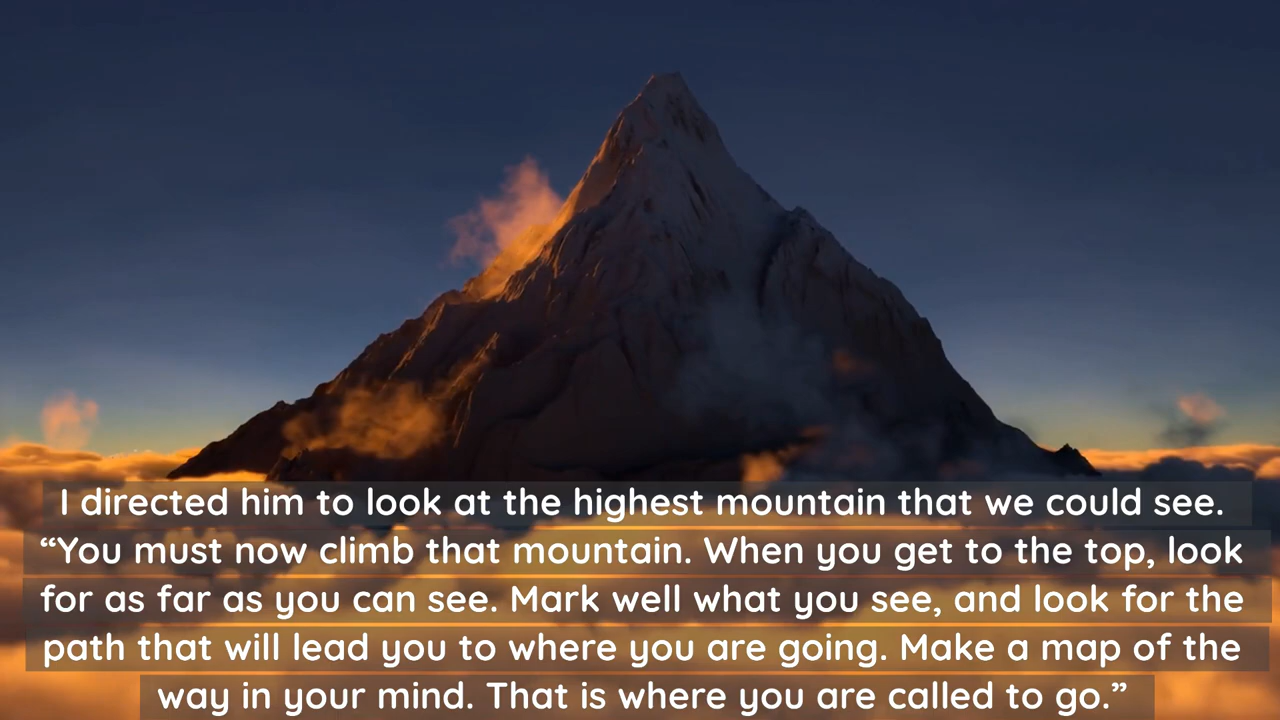 I directed him to look at the highest mountain that we could see.
“You must now climb that mountain. When you get to the top, look
for as far as you can see. Mark well what you see, and look for the
path that will lead you to where you are going. Make a map of the
way in your mind. That is where you are called to go.”